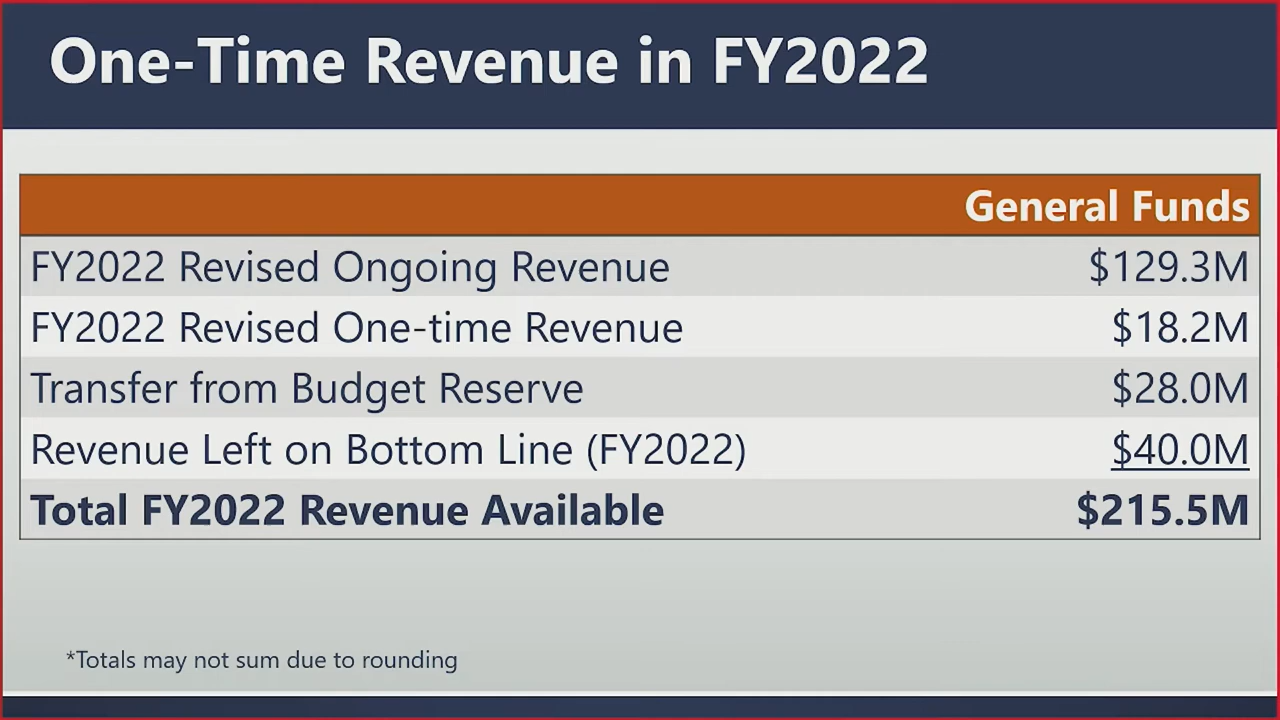 One-Time Revenue in FY2022
General Funds
FY2022 Revised Ongoing Revenue $129.3M
FY2022 Revised One-time Revenue $18.2M
Transfer from Budget Reserve $28.0M
Revenue Left on Bottom Line (FY2022) $40.0M
Total FY2022 Revenue Available $215.5M
*Totals may not sum due to rounding